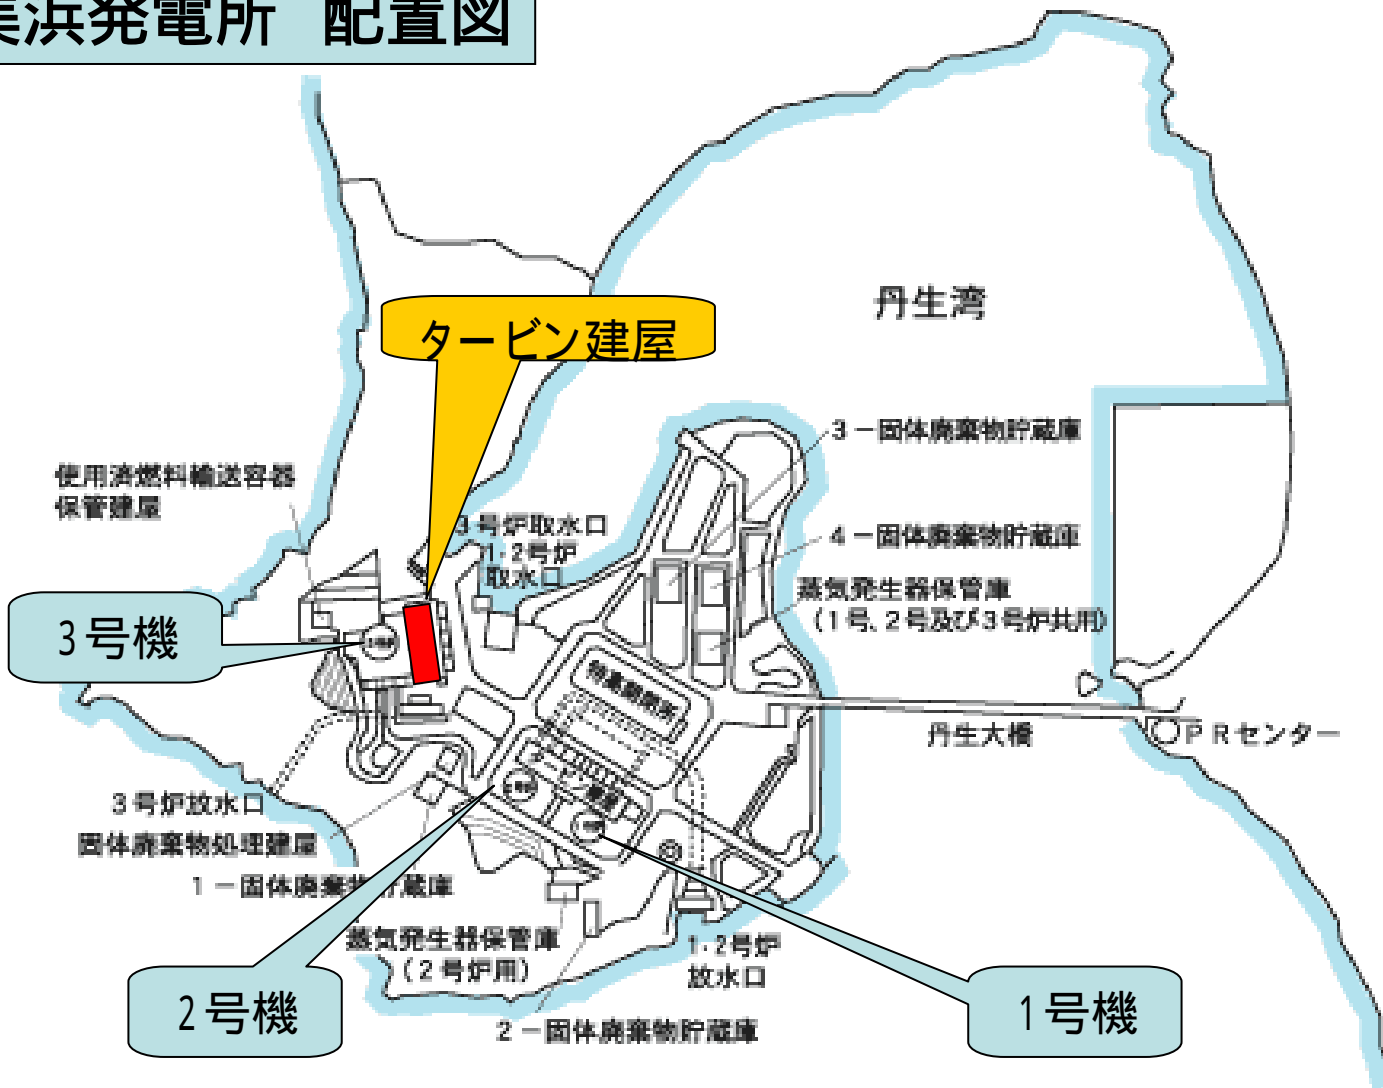 浜発電所 配置図
丹生湾
タービン建屋
3－固体廃棄物貯蔵庫
使用済燃料輸送容器
保管建屋
3号炉取水口
1・2号炉
取水口
4－固体廃棄物貯蔵庫
蒸気発生器保管庫
（1号、2号及び3号炉共用）
3号機
特高開閉所
丹生大橋
PRセンター
3号炉放水口
固体廃棄物処理建屋
1－固体廃棄物貯蔵庫
蒸気発生器保管庫
（2号炉用）
1・2号炉
放水口
2号機
1号機
2－固体廃棄物貯蔵庫